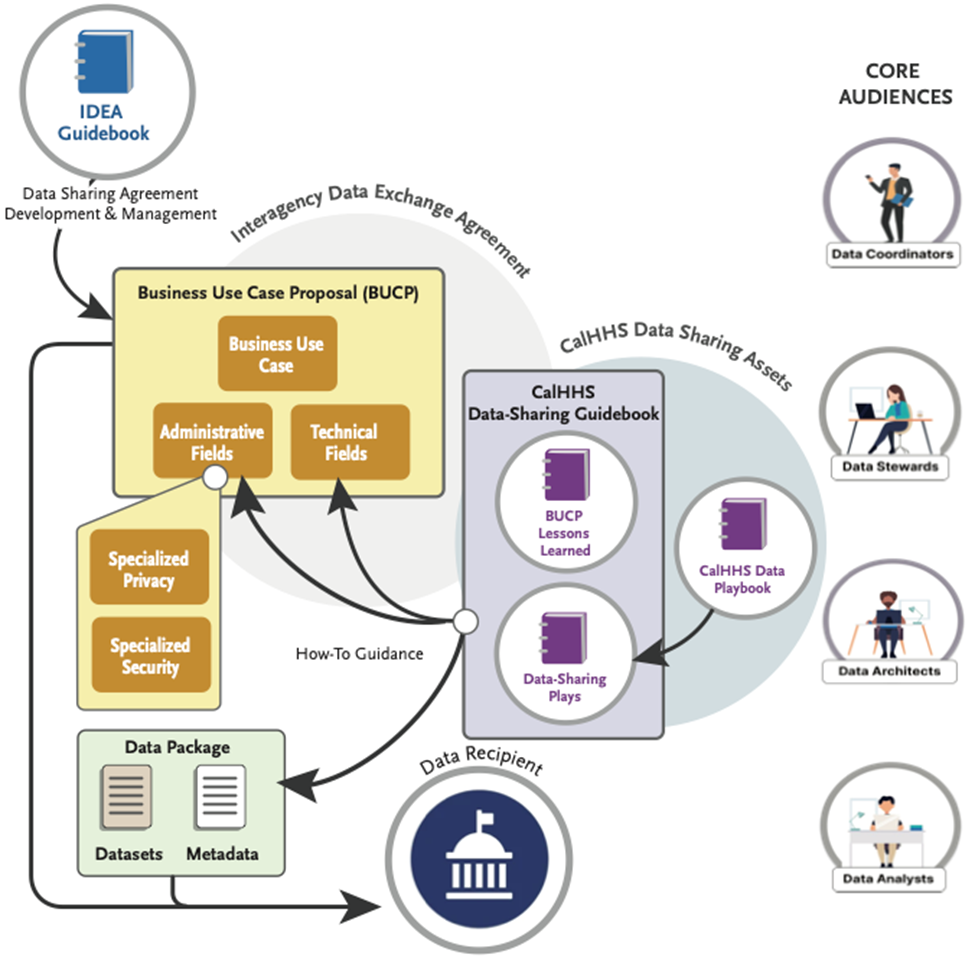 IDEA
Guidebook
Data Sharing Agreement
Development & Management
Interagency Data Exchange Agreement
Business Use Case Proposal (BUCP)
Business Use
Case
Administrative
Fields
Technical
Fields
Specialized
Privacy
Specialized
Security
How-To Guidance
CalHHS Data Sharing Assets
CalHHS
Data-Sharing Guidebook
BUCP
Lessons
Learned
Data-Sharing
Plays
CalHHS Data
Playbook
Data Package
Datasets
Metadata
Data Recipient
CORE
AUDIENCES
Data Coordinators
Data Stewards
Data Architects
Data Analysts